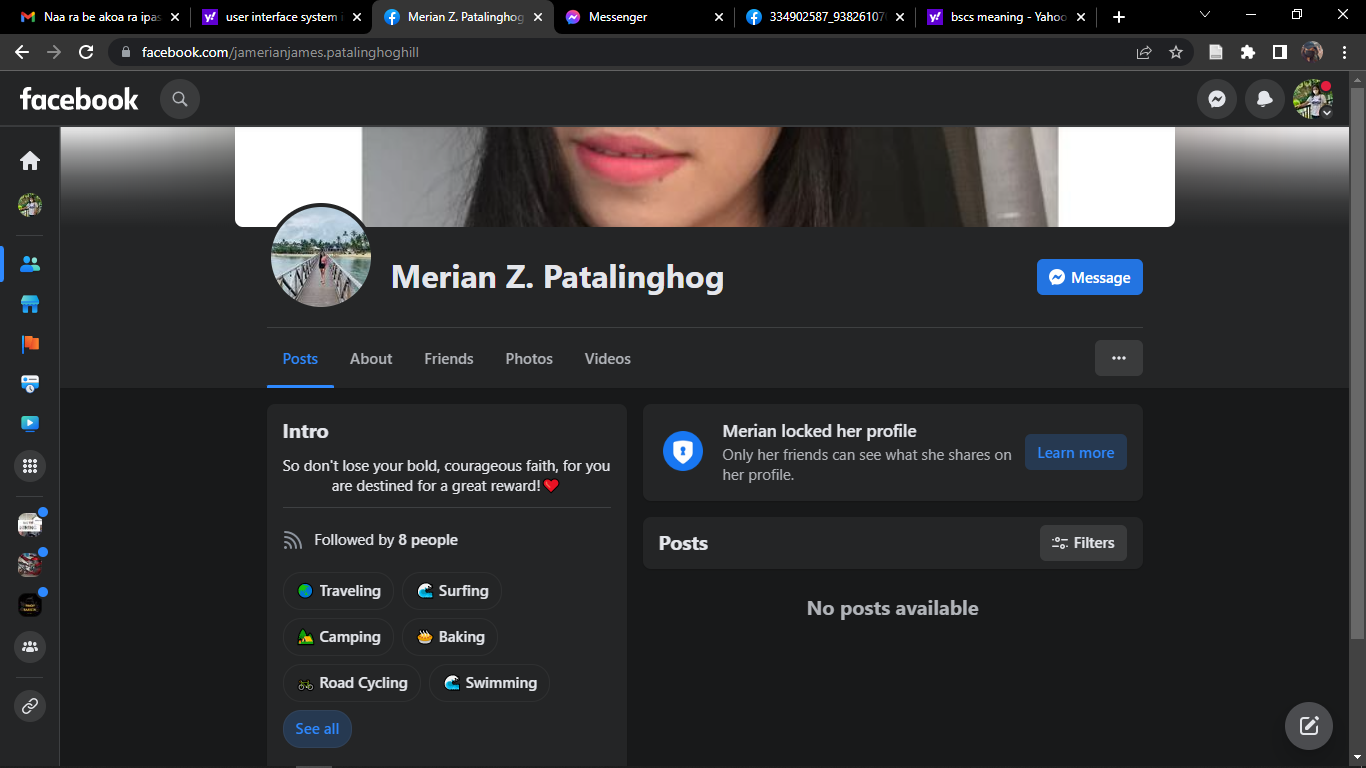 Naa ra be akoa ra ipas
user interface system i
Merian Z. Patalinghog
Messenger
334902587_93826107
bscs meaning - Yahoo
facebook.com/jamerianjames.patalinghoghill
facebook
Merian Z. Patalinghog
Message
Posts
About
Friends
Photos
Videos
Intro
So don't lose your bold, courageous faith, for you
are destined for a great reward!❤️
Followed by 8 people
Traveling
Surfing
Camping
Baking
Road Cycling
Swimming
See all
Merian locked her profile
Only her friends can see what she shares on
her profile.
Learn more
Posts
Filters
No posts available